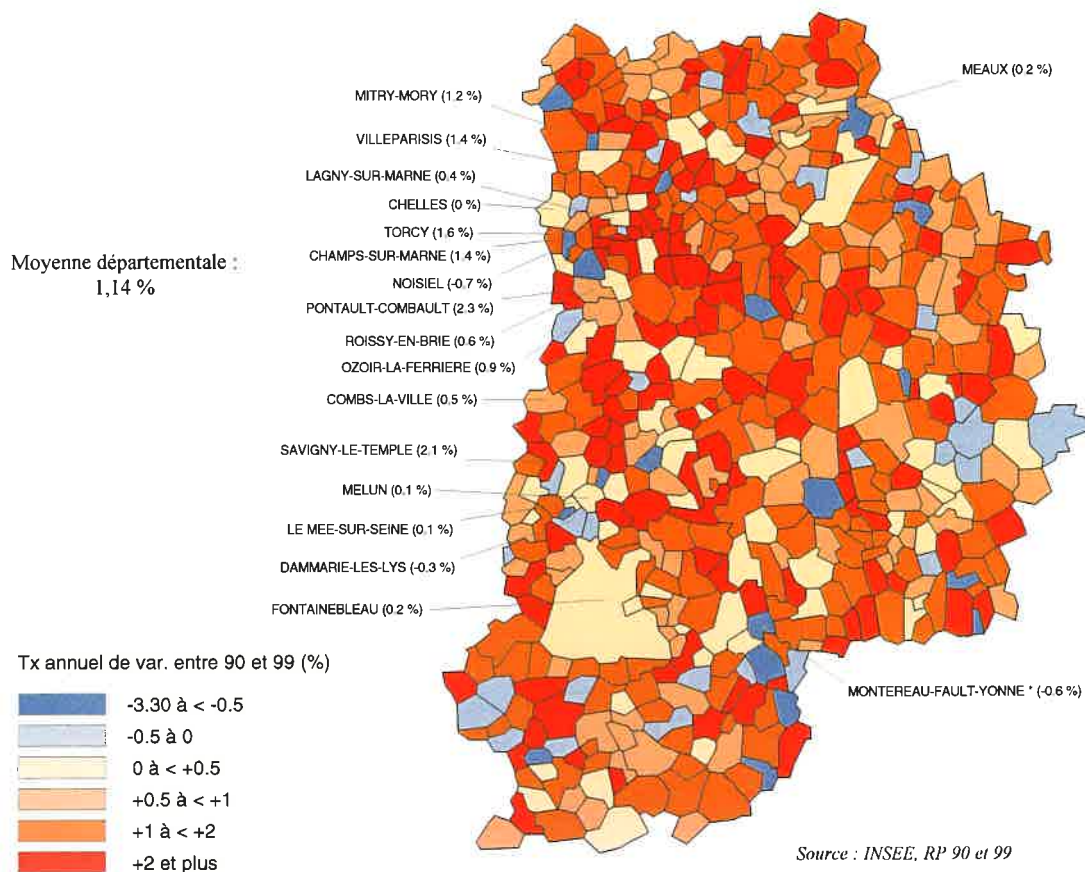 MEAUX (0.2 %)
MITRY-MORY (1.2 %)
VILLEPARISIS (1.4 %)
LAGNY-SUR-MARNE (0.4 %)
CHELLES (0 %)
TORCY (1.6 %)
CHAMPS-SUR-MARNE (1.4 %)
NOISIEL (-0.7 %)
PONTAULT-COMBAULT (2.3 %)
ROISSY-EN-BRIE (0.6 %)
OZOIR-LA-FERRIERE (0.9 %)
COMBS-LA-VILLE (0.5 %)
SAVIGNY-LE-TEMPLE (2.1 %)
MELUN (0.1 %)
LE MEE-SUR-SEINE (0.1 %)
DAMMARIE-LES-LYS (-0.3 %)
FONTAINEBLEAU (0.2 %)
MONTEREAU-FAULT-YONNE * (-0.6 %)
Moyenne départementale :
1,14 %
Tx annuel de var. entre 90 et 99 (%)
-3.30 à < -0.5
-0.5 à 0
0 à < +0.5
+0.5 à < +1
+1 à < +2
+2 et plus
Source : INSEE, RP 90 et 99